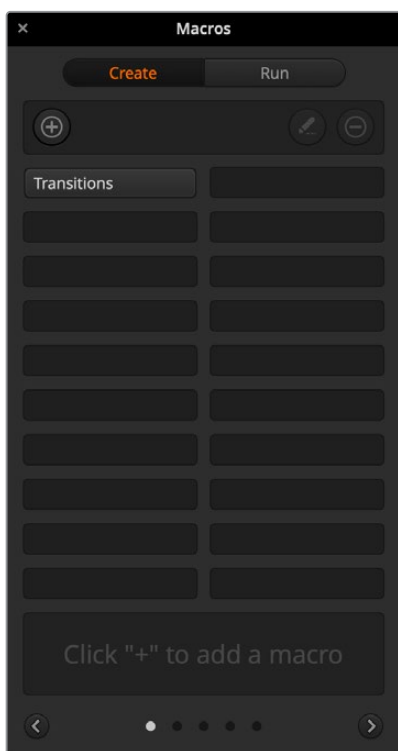 Macros
Create
Run
Transitions
Click "+" to add a macro